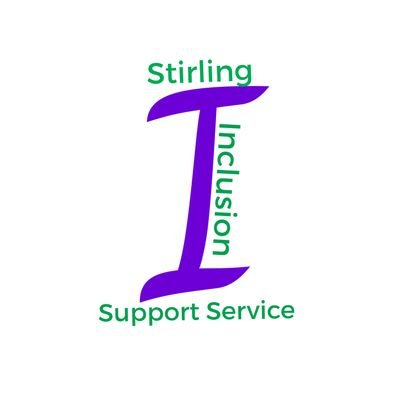 Stirling
I
Inclusion
Support Service